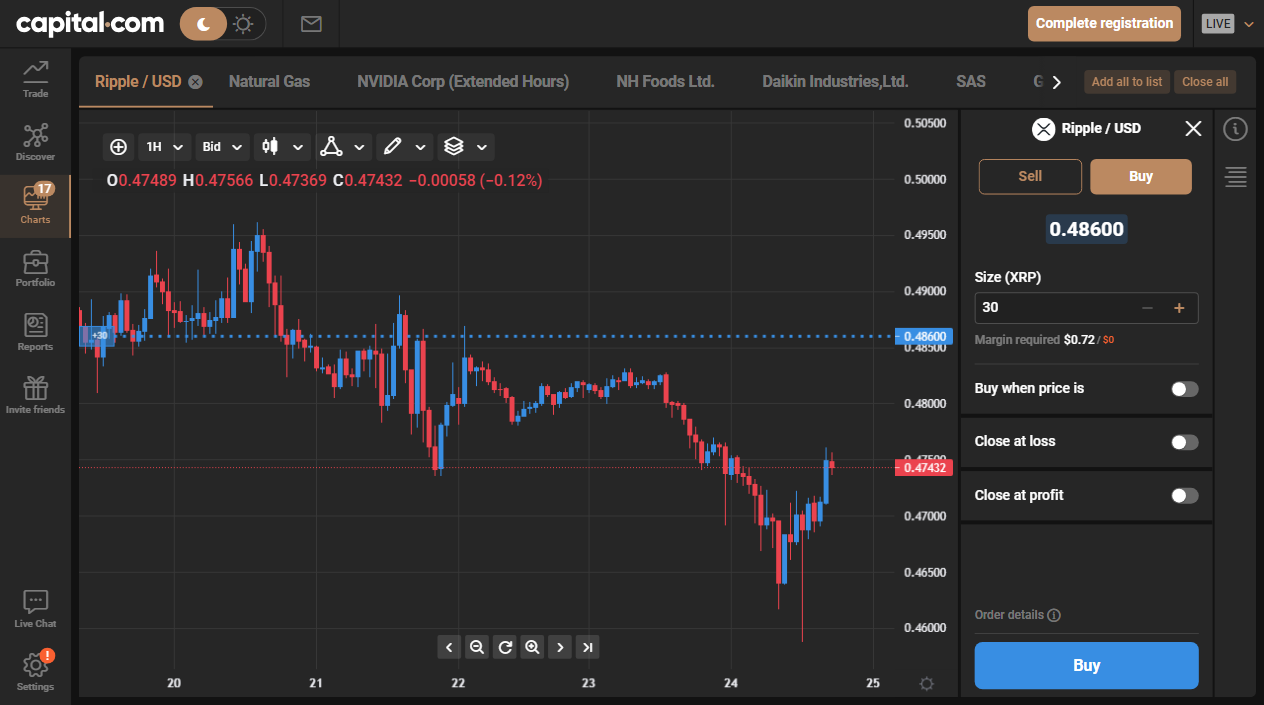 capital.com
Complete registration
LIVE
Trade
Discover
17
Charts
Portfolio
Reports
Invite friends
Live Chat
!
Settings
Ripple / USD
Natural Gas
NVIDIA Corp (Extended Hours)
NH Foods Ltd.
Daikin Industries,Ltd.
SAS
Add all to list
Close all
1H
Bid
O0.47489 H0.47566 L0.47369 C0.47432 −0.00058 (−0.12%)
+30
0.50500
0.50000
0.49500
0.49000
0.48600
0.48500
0.48000
0.47500
0.47432
0.47000
0.46500
0.46000
20
21
22
23
24
25
Ripple / USD
Sell
Buy
0.48600
Size (XRP)
30
− +
Margin required $0.72 / $0
Buy when price is
Close at loss
Close at profit
Order details
Buy